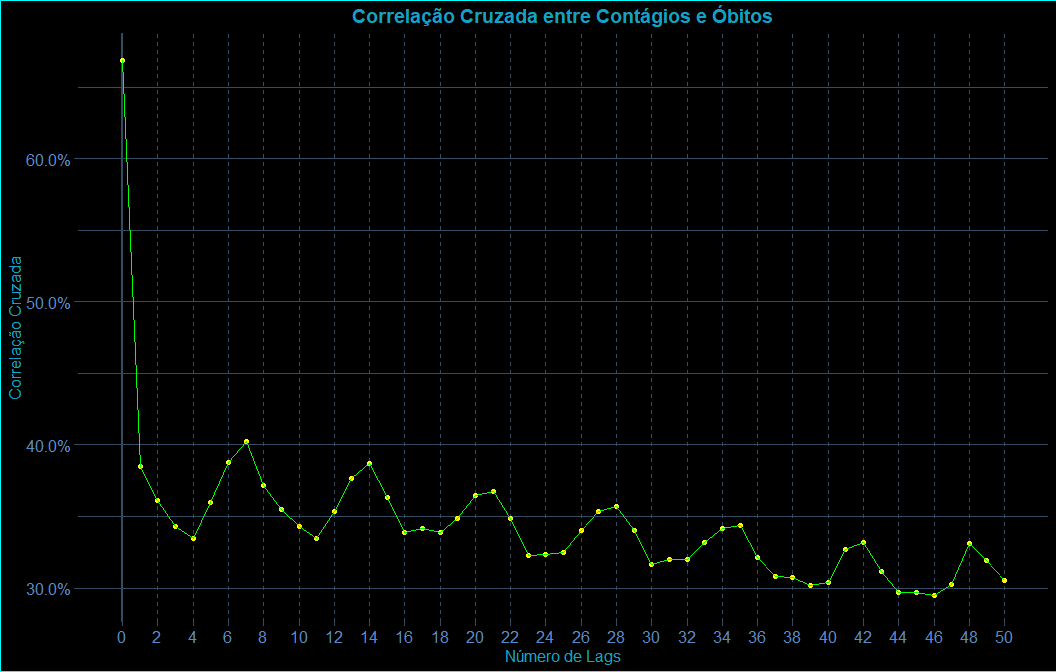 Correlação Cruzada entre Contágios e Óbitos
Correlação Cruzada
60.0%
50.0%
40.0%
30.0%
0 2 4 6 8 10 12 14 16 18 20 22 24 26 28 30 32 34 36 38 40 42 44 46 48 50
Número de Lags